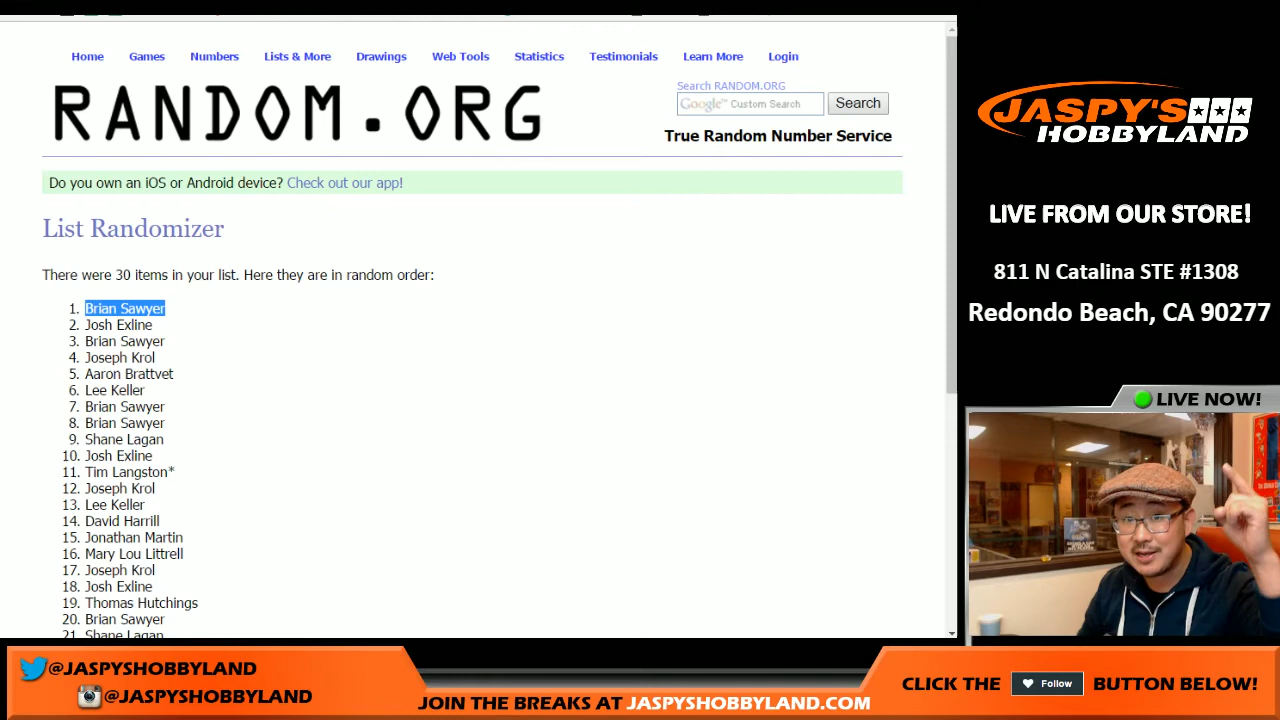 Home Games Numbers Lists & More Drawings Web Tools Statistics Testimonials Learn More Login
RANDOM.ORG
Search RANDOM.ORG
Google™ Custom Search Search
True Random Number Service
Do you own an iOS or Android device? Check out our app!
List Randomizer
There were 30 items in your list. Here they are in random order:
1. Brian Sawyer
2. Josh Exline
3. Brian Sawyer
4. Joseph Krol
5. Aaron Brattvet
6. Lee Keller
7. Brian Sawyer
8. Brian Sawyer
9. Shane Lagan
10. Josh Exline
11. Tim Langston*
12. Joseph Krol
13. Lee Keller
14. David Harrill
15. Jonathan Martin
16. Mary Lou Littrell
17. Joseph Krol
18. Josh Exline
19. Thomas Hutchings
20. Brian Sawyer
21. Shane Lagan
JASPY'S
HOBBYLAND
LIVE FROM OUR STORE!
811 N Catalina STE #1308
Redondo Beach, CA 90277
LIVE NOW!
@JASPYSHOBBYLAND
@JASPYSHOBBYLAND
JOIN THE BREAKS AT JASPYSHOBBYLAND.COM
CLICK THE Follow BUTTON BELOW!